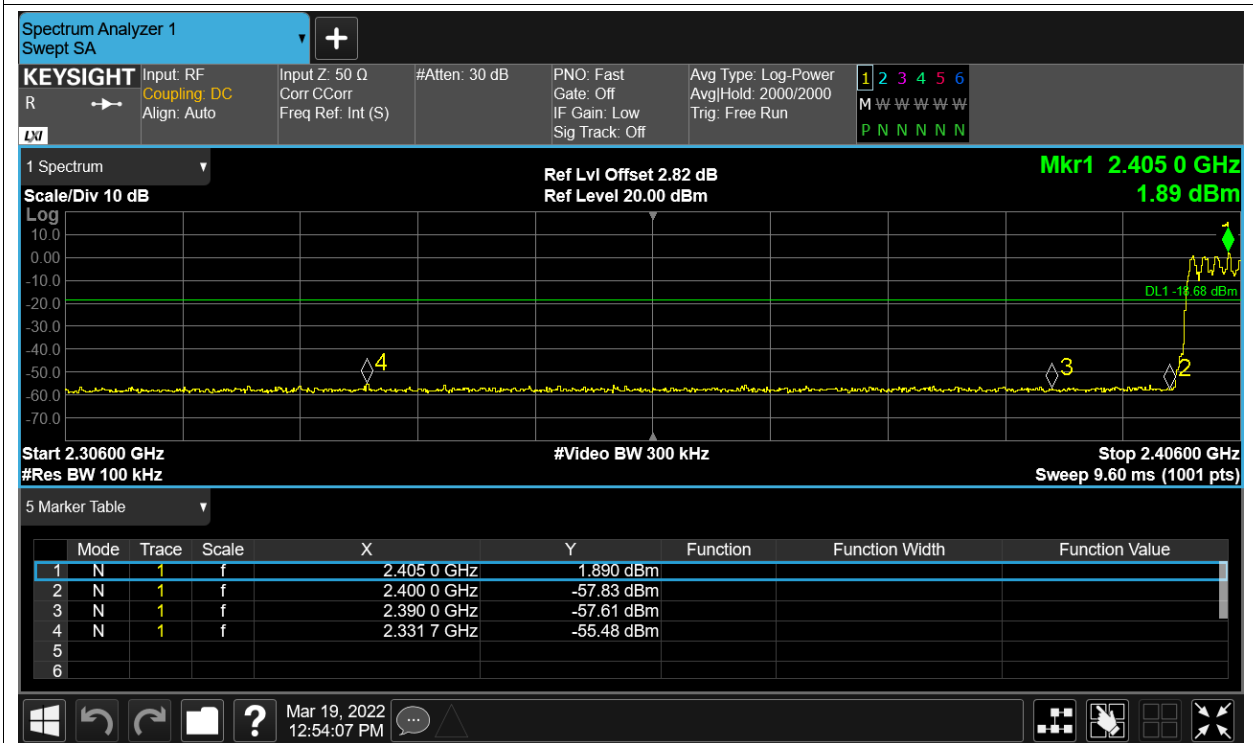 Spectrum Analyzer 1
Swept SA
+
KEYSIGHT
R
LXI
Input: RF
Coupling: DC
Align: Auto
Input Z: 50 Ω
Corr CCorr
Freq Ref: Int (S)
#Atten: 30 dB
PNO: Fast
Gate: Off
IF Gain: Low
Sig Track: Off
Avg Type: Log-Power
Avg|Hold: 2000/2000
Trig: Free Run
1 2 3 4 5 6
M W W W W W
P N N N N N
1 Spectrum
Scale/Div 10 dB
Ref Lvl Offset 2.82 dB
Ref Level 20.00 dBm
Mkr1 2.405 0 GHz
1.89 dBm
Log
10.0
0.00
-10.0
-20.0
-30.0
-40.0
-50.0
-60.0
-70.0
1
DL1 -18.68 dBm
4
3
2
Start 2.30600 GHz
#Video BW 300 kHz
Stop 2.40600 GHz
#Res BW 100 kHz
Sweep 9.60 ms (1001 pts)
5 Marker Table
Mode Trace Scale X Y Function Function Width Function Value
1 N 1 f 2.405 0 GHz 1.890 dBm
2 N 1 f 2.400 0 GHz -57.83 dBm
3 N 1 f 2.390 0 GHz -57.61 dBm
4 N 1 f 2.331 7 GHz -55.48 dBm
5
6
?
Mar 19, 2022
12:54:07 PM